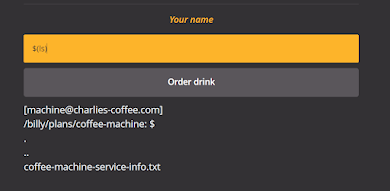 Your name
$(ls)
Order drink
[machine@charlies-coffee.com]
/billy/plans/coffee-machine: $
.
..
coffee-machine-service-info.txt